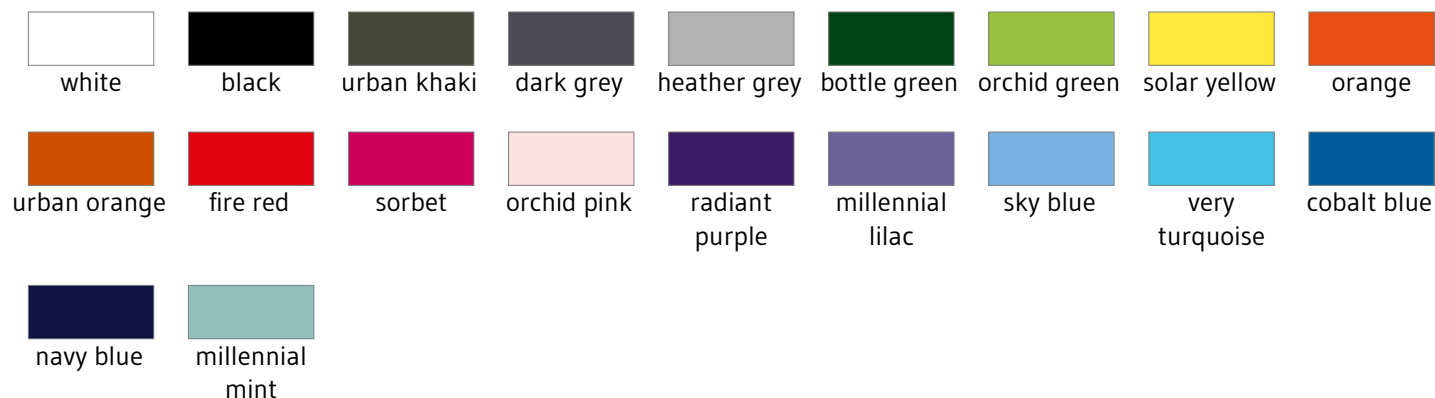 white
black
urban khaki
dark grey
heather grey
bottle green
orchid green
solar yellow
orange
urban orange
fire red
sorbet
orchid pink
radiant
purple
millennial
lilac
sky blue
very
turquoise
cobalt blue
navy blue
millennial
mint